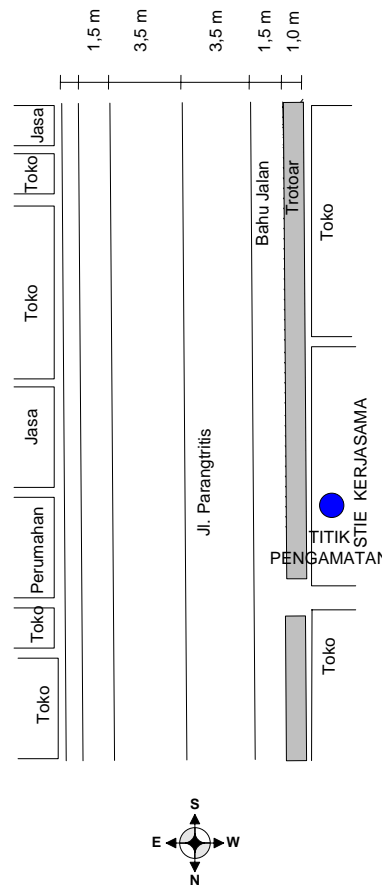 1,5 m
3,5 m
3,5 m
1,5 m
1,0 m
Jasa
Toko
Toko
Jasa
Perumahan
Toko
Toko
Jl. Parangtritis
Bahu Jalan
Trotoar
Toko
STIE KERJASAMA
TITIK
PENGAMATAN
Toko
S
E
W
N